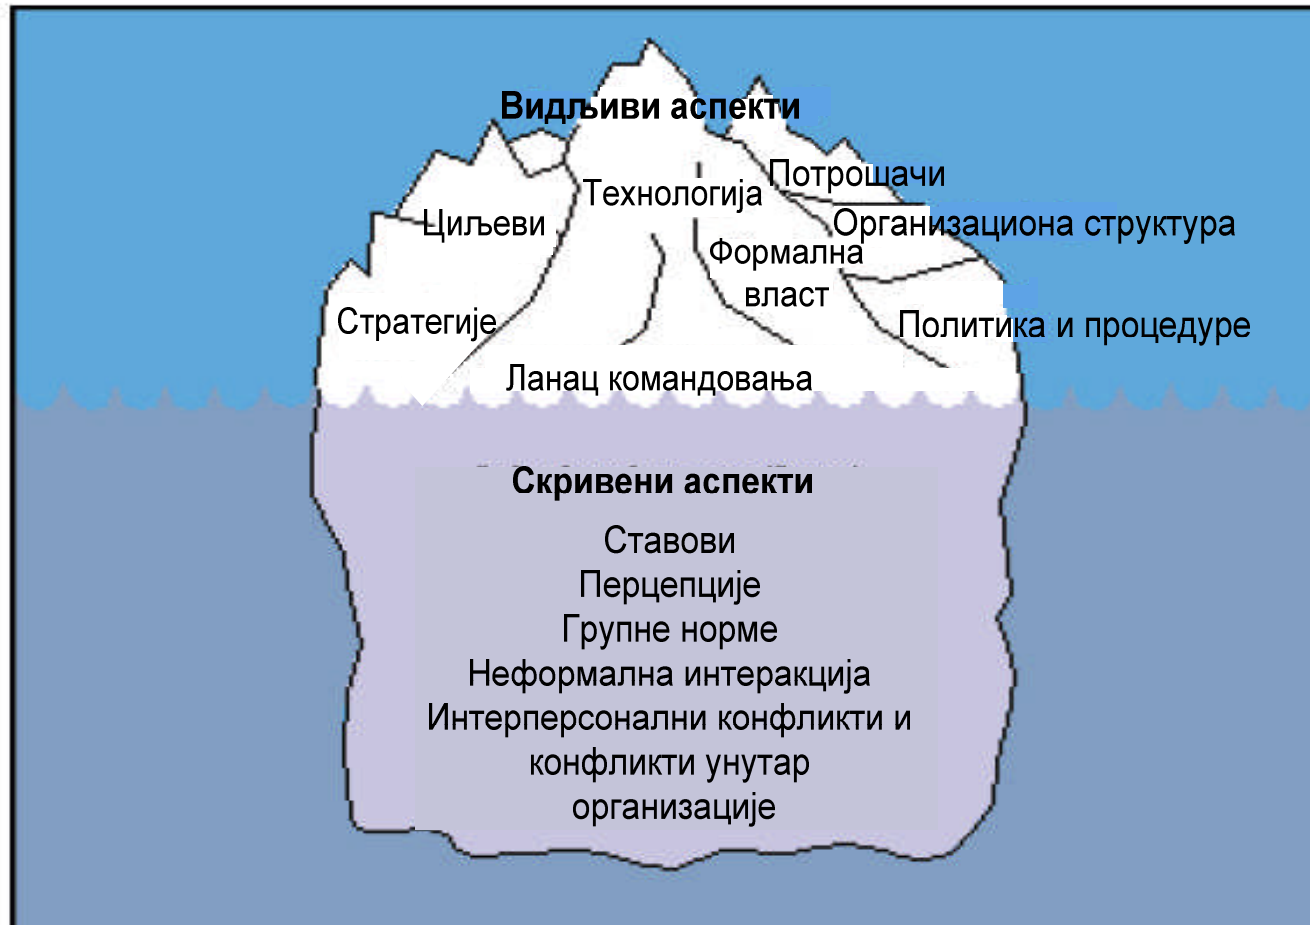 Видљиви аспекти
Потрошачи
Технологија
Циљеви
Организациона структура
Формална
власт
Стратегије
Политика и процедуре
Ланац командовања
Скривени аспекти
Ставови
Перцепције
Групне норме
Неформална интеракција
Интерперсонални конфликти и
конфликти унутар
организације